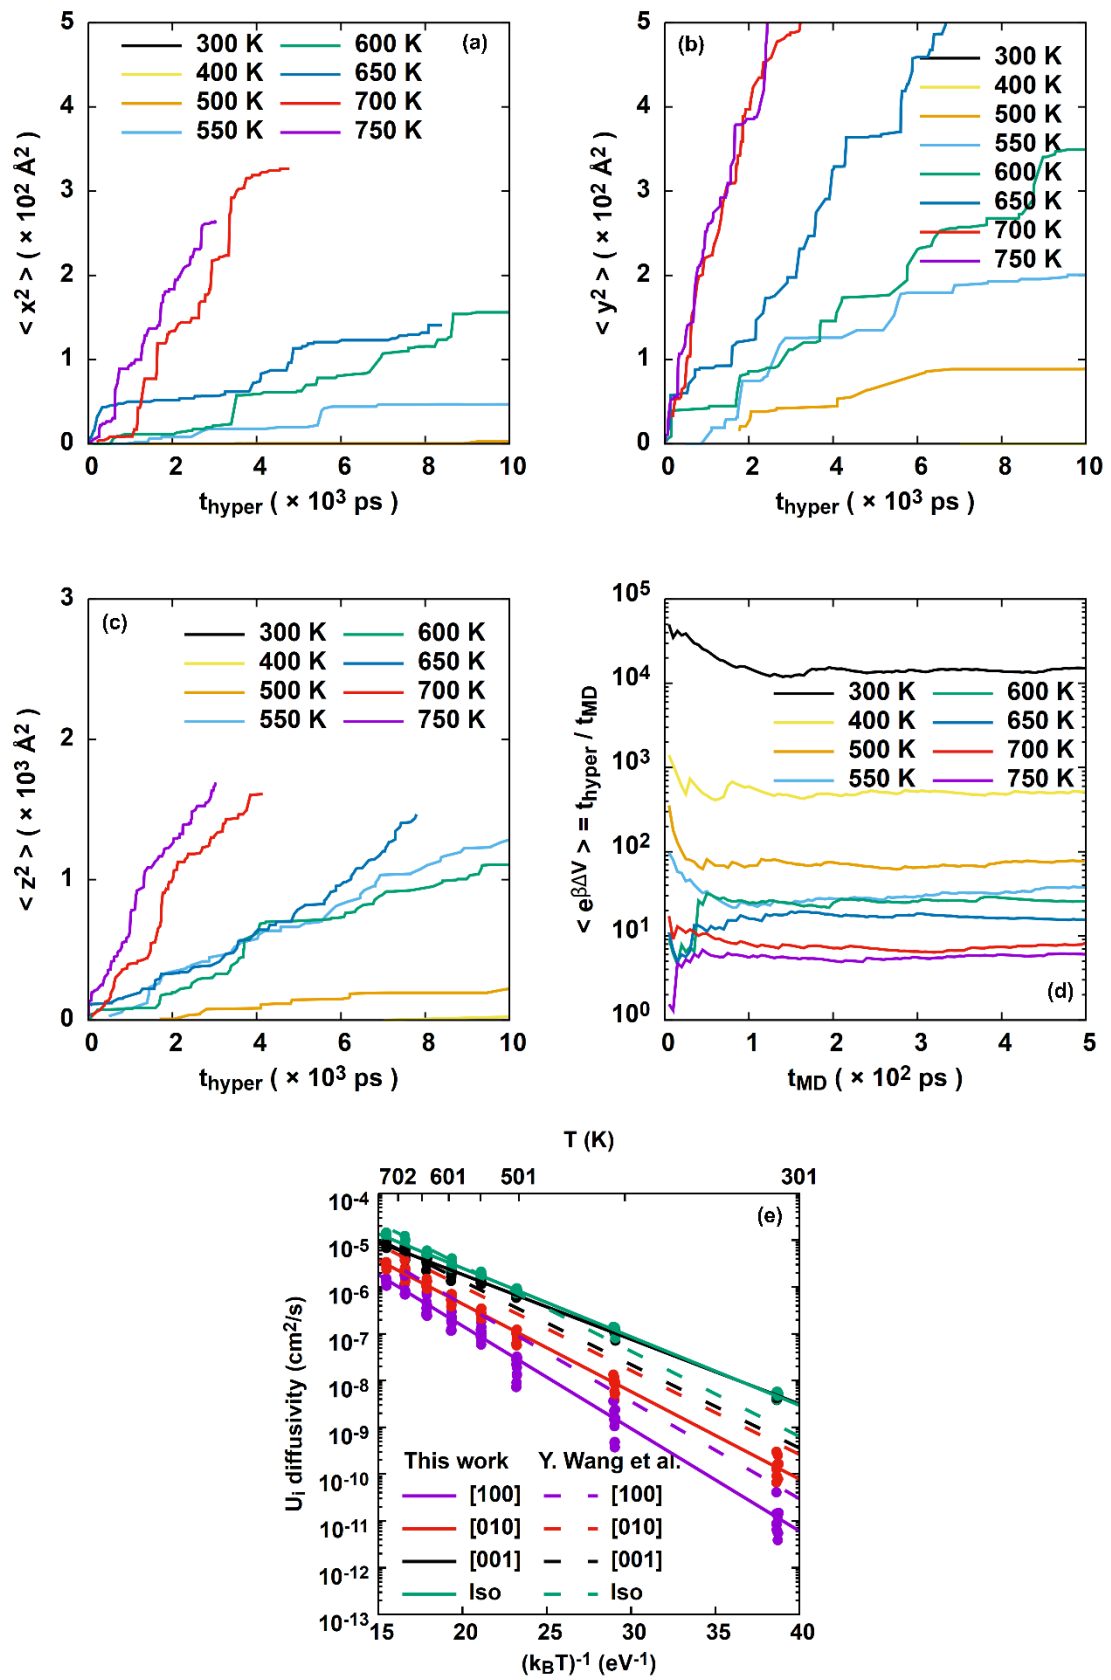 (a)
300 K 600 K
400 K 650 K
500 K 700 K
550 K 750 K
5
4
3
2
1
0
0 2 4 6 8 10
< x² > ( × 10² Å² )
t_hyper ( × 10³ ps )
(b)
300 K
400 K
500 K
550 K
600 K
650 K
700 K
750 K
5
4
3
2
1
0
0 2 4 6 8 10
< y² > ( × 10² Å² )
t_hyper ( × 10³ ps )
(c)
300 K 600 K
400 K 650 K
500 K 700 K
550 K 750 K
3
2
1
0
0 2 4 6 8 10
< z² > ( × 10³ Å² )
t_hyper ( × 10³ ps )
10⁵
10⁴
10³
10²
10¹
10⁰
300 K 600 K
400 K 650 K
500 K 700 K
550 K 750 K
(d)
0 1 2 3 4 5
< e^βΔV > = t_hyper / t_MD
t_MD ( × 10² ps )
T (K)
702 601 501 301
(e)
10⁻⁴
10⁻⁵
10⁻⁶
10⁻⁷
10⁻⁸
10⁻⁹
10⁻¹⁰
10⁻¹¹
10⁻¹²
10⁻¹³
U_i diffusivity (cm²/s)
This work Y. Wang et al.
[100] [100]
[010] [010]
[001] [001]
Iso Iso
15 20 25 30 35 40
(k_BT)⁻¹ (eV⁻¹)